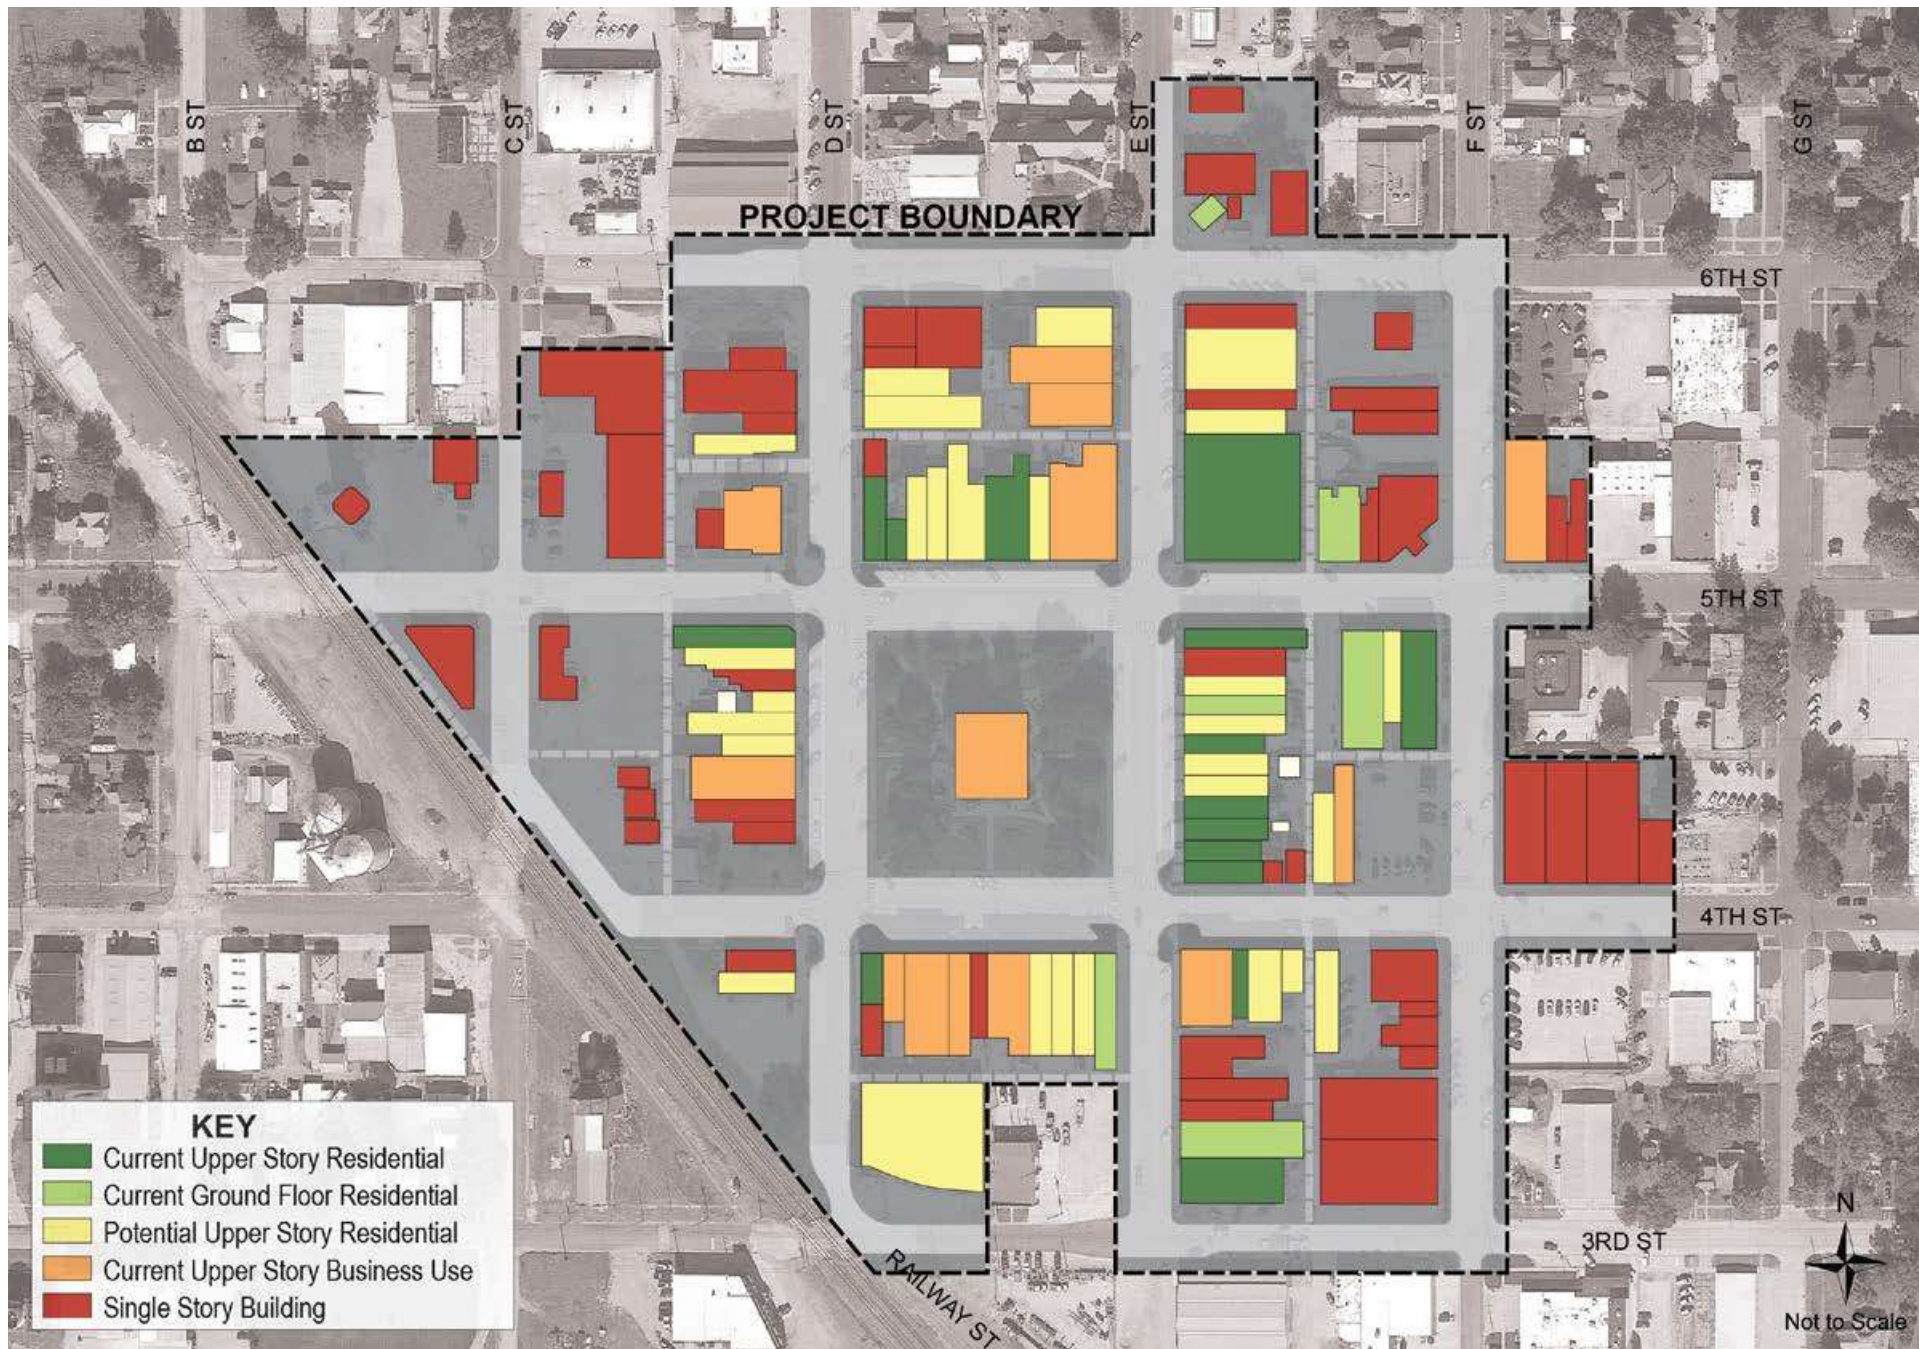 B ST
C ST
D ST
E ST
F ST
G ST
PROJECT BOUNDARY
6TH ST
5TH ST
4TH ST
3RD ST
RAILWAY ST
KEY
Current Upper Story Residential
Current Ground Floor Residential
Potential Upper Story Residential
Current Upper Story Business Use
Single Story Building
N
Not to Scale